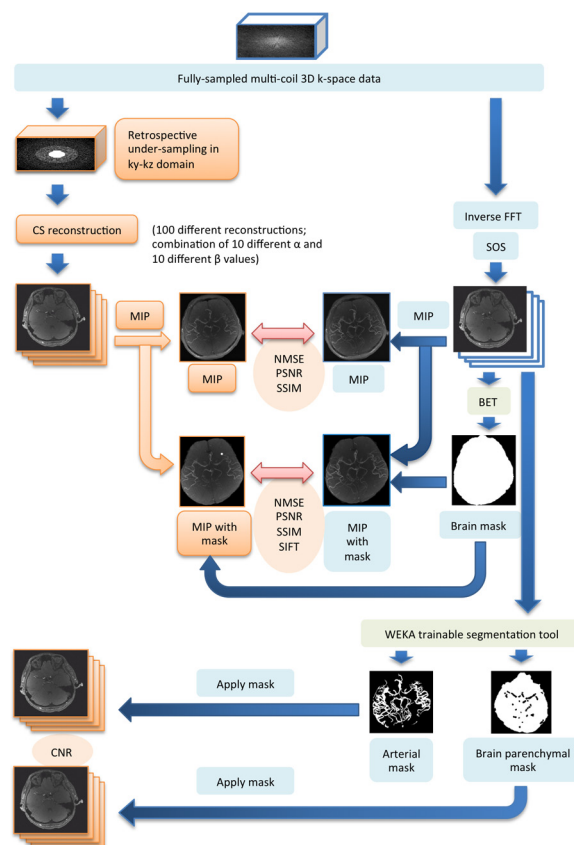 Fully-sampled multi-coil 3D k-space data
Retrospective
under-sampling in
ky-kz domain
Inverse FFT
CS reconstruction
(100 different reconstructions;
combination of 10 different α and
10 different β values)
SOS
MIP
MIP
NMSE
PSNR
SSIM
MIP
MIP
BET
NMSE
PSNR
SSIM
SIFT
MIP with
mask
MIP
with
mask
Brain mask
WEKA trainable segmentation tool
Apply mask
CNR
Arterial
mask
Brain parenchymal
mask
Apply mask